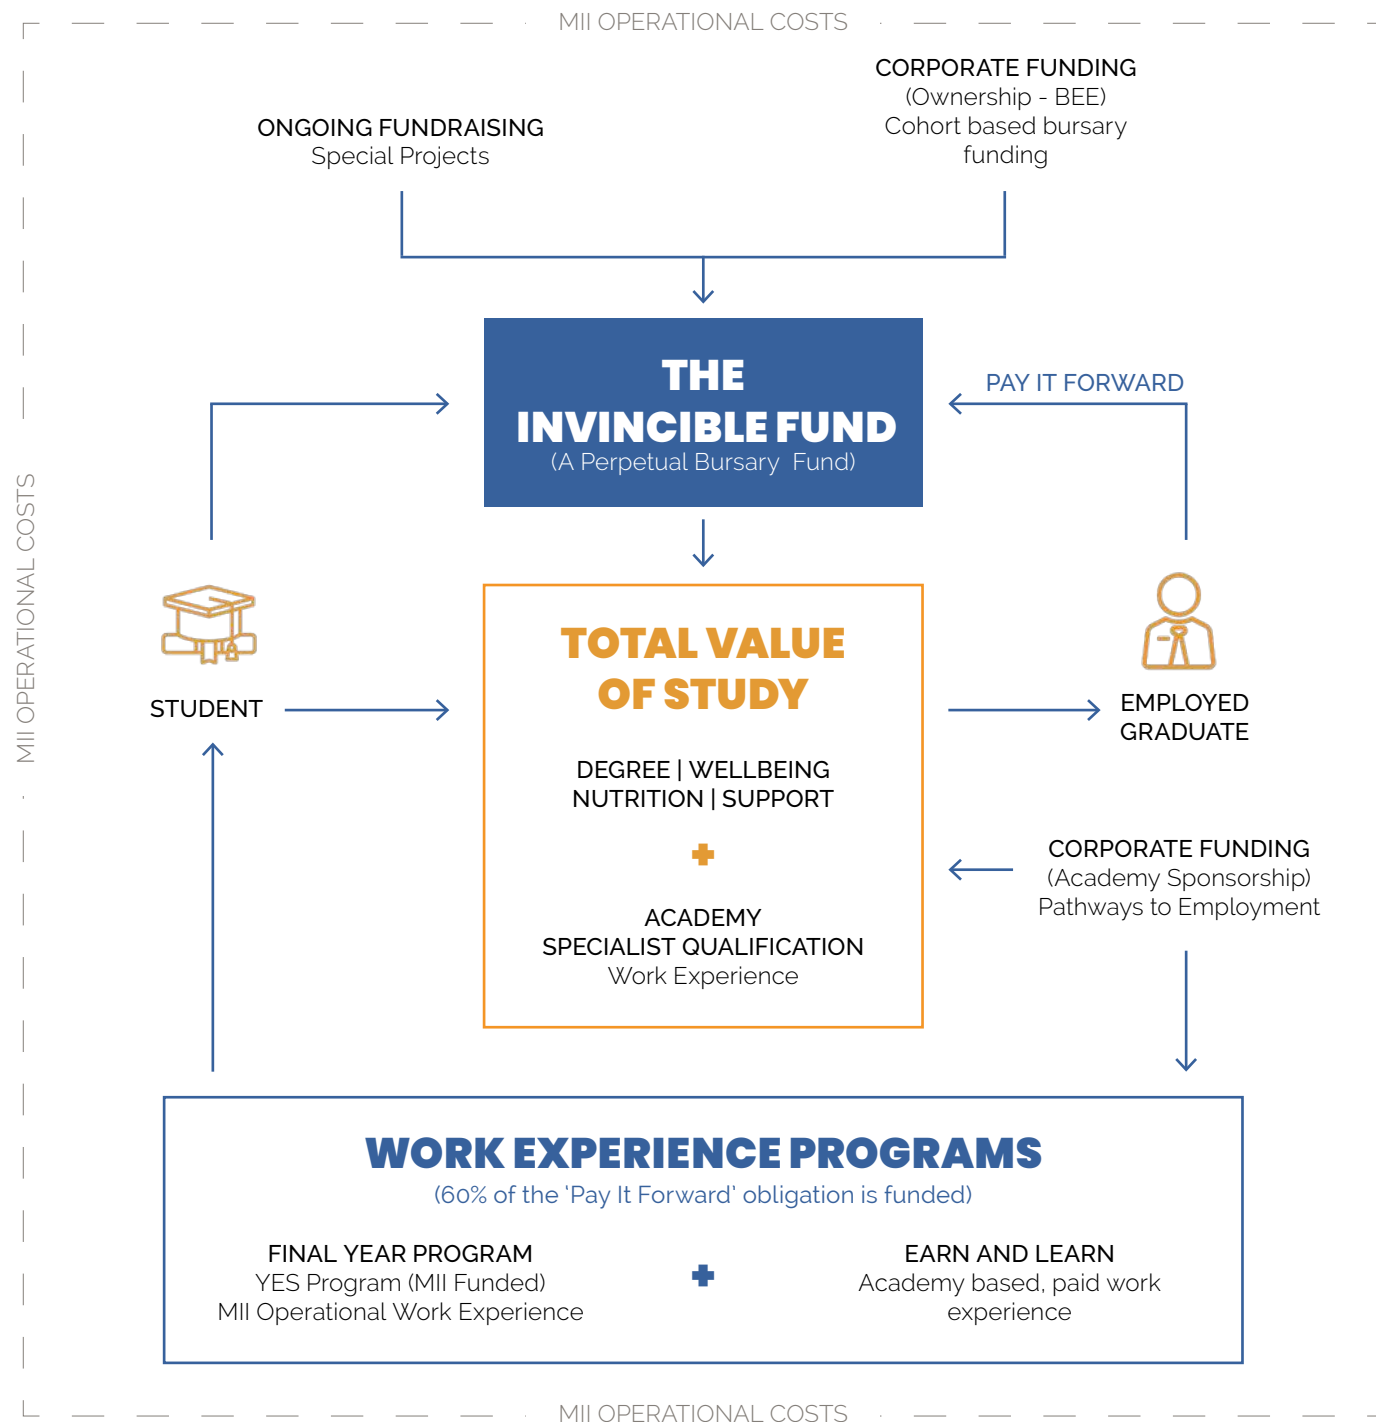 MII OPERATIONAL COSTS
CORPORATE FUNDING
(Ownership - BEE)
Cohort based bursary
funding
ONGOING FUNDRAISING
Special Projects
THE
INVINCIBLE FUND
(A Perpetual Bursary Fund)
PAY IT FORWARD
MII OPERATIONAL COSTS
STUDENT
TOTAL VALUE
OF STUDY
DEGREE | WELLBEING
NUTRITION | SUPPORT
ACADEMY
SPECIALIST QUALIFICATION
Work Experience
EMPLOYED
GRADUATE
CORPORATE FUNDING
(Academy Sponsorship)
Pathways to Employment
WORK EXPERIENCE PROGRAMS
(60% of the ‘Pay It Forward’ obligation is funded)
FINAL YEAR PROGRAM
YES Program (MII Funded)
MII Operational Work Experience
EARN AND LEARN
Academy based, paid work
experience
MII OPERATIONAL COSTS